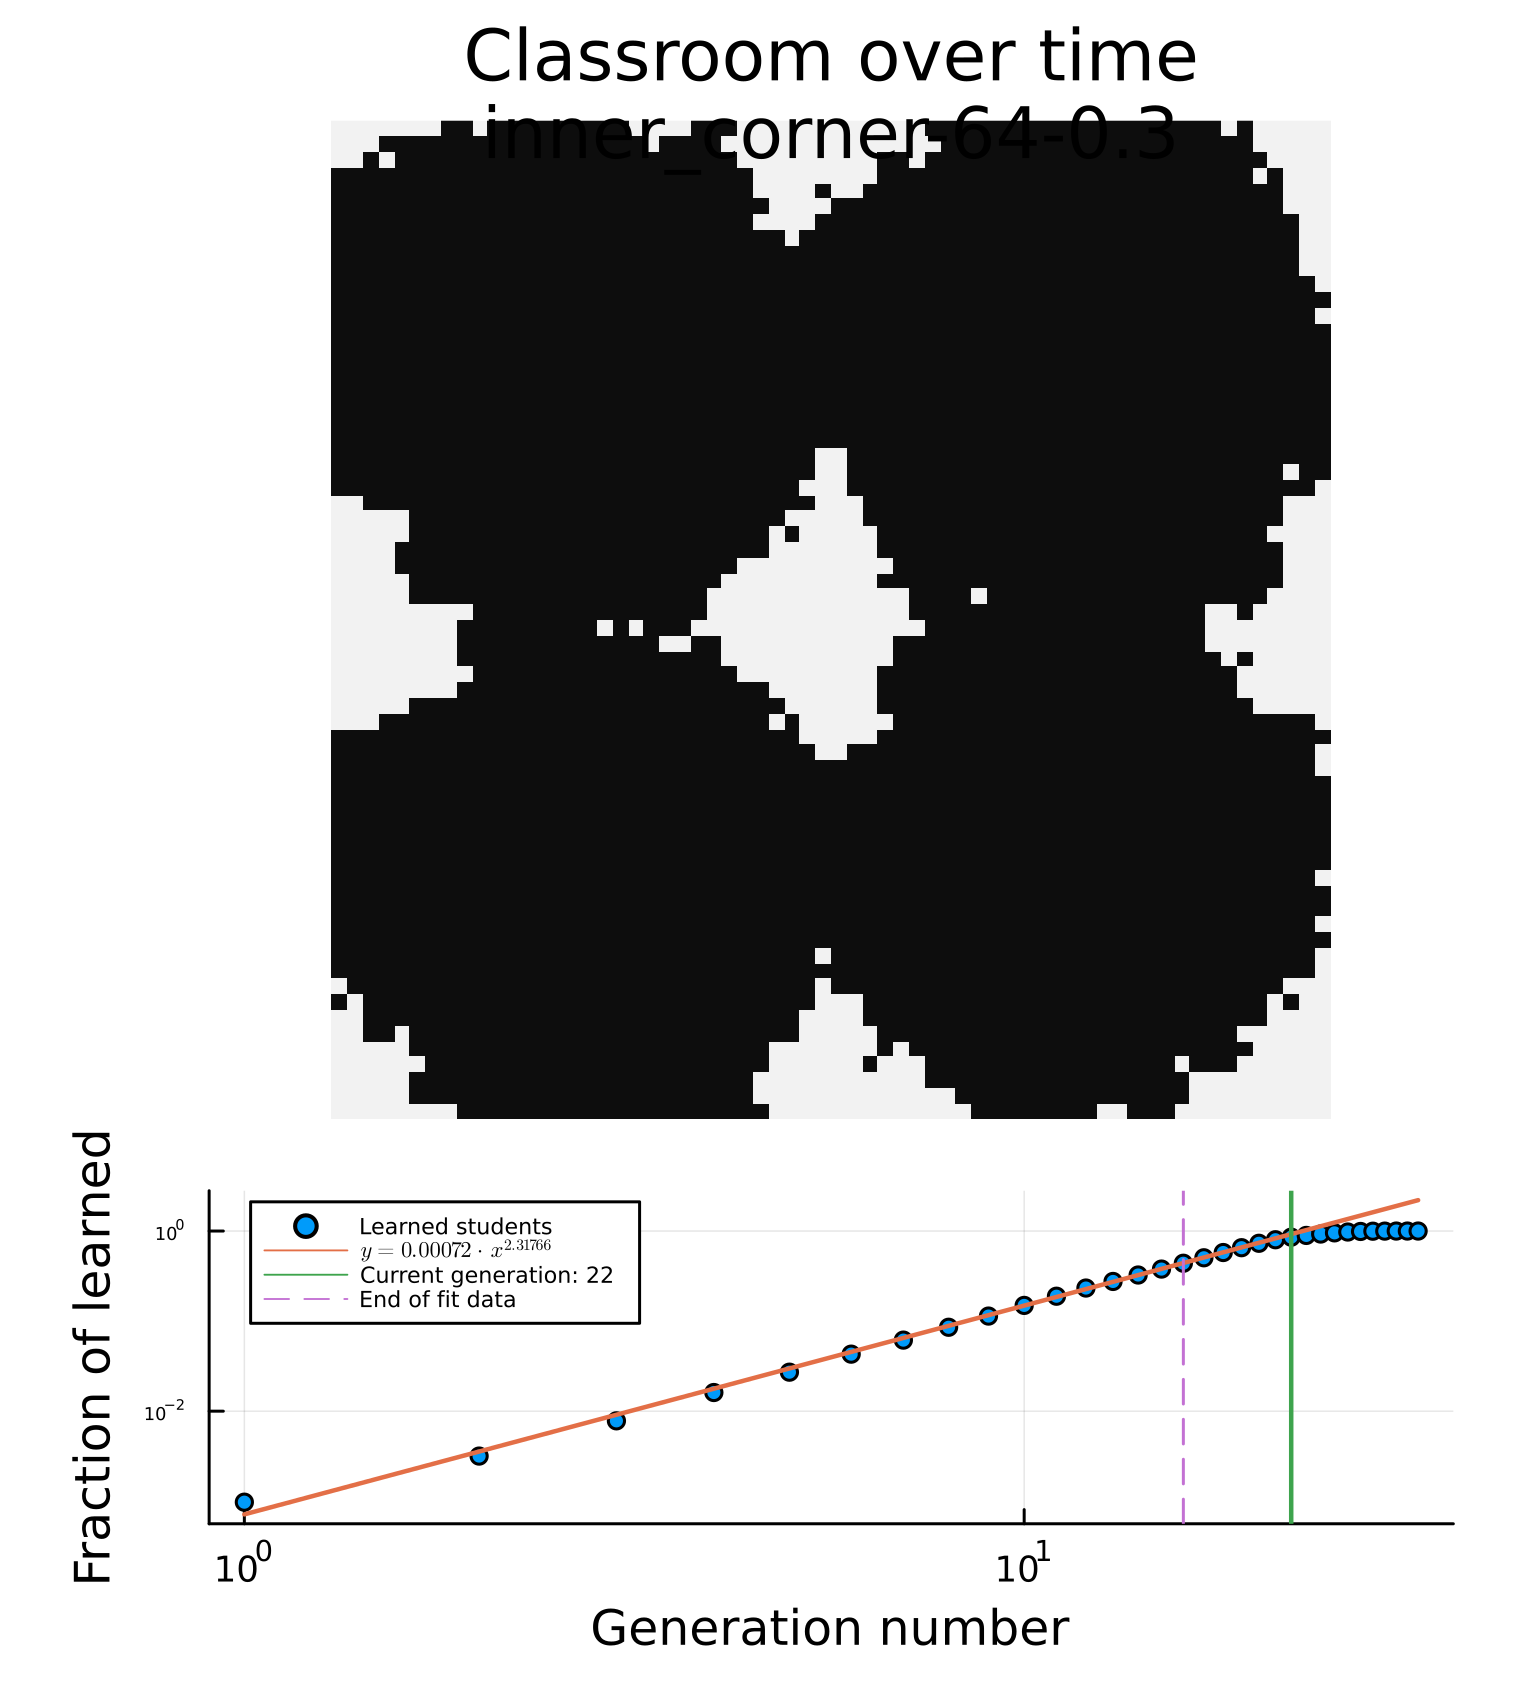 Classroom over time
inner_corner-64-0.3
Fraction of learned
10^0
10^-2
Learned students
y = 0.00072 · x^2.31766
Current generation: 22
End of fit data
10^0
10^1
Generation number